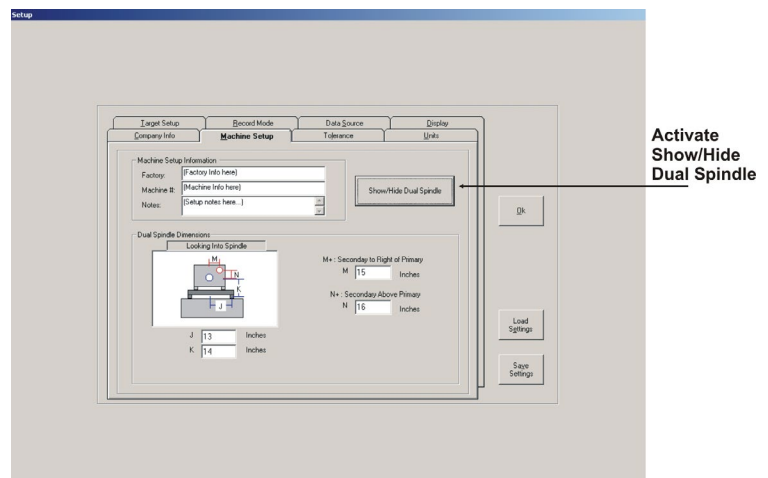 Setup
Target Setup Record Mode Data Source Display
Company Info Machine Setup Tolerance Units
Machine Setup Information
Factory: (Factory Info here)
Machine #: (Machine Info here)
Notes: (Setup notes here...)
Show/Hide Dual Spindle
Activate
Show/Hide
Dual Spindle
Ok
Dual Spindle Dimensions
Looking Into Spindle
M
N
K
J
M+ : Seconday to Right of Primary
M 15 Inches
N+ : Secondary Above Primary
N 16 Inches
J 13 Inches
K 14 Inches
Load
Settings
Save
Settings